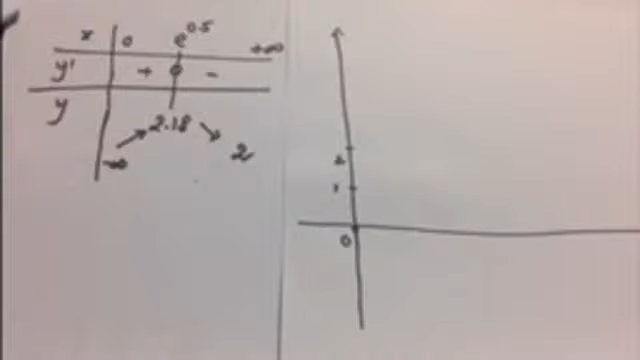 x 0 e^0.5 +∞
y' + 0 -
y 2.18
-∞ 2
2
1
0